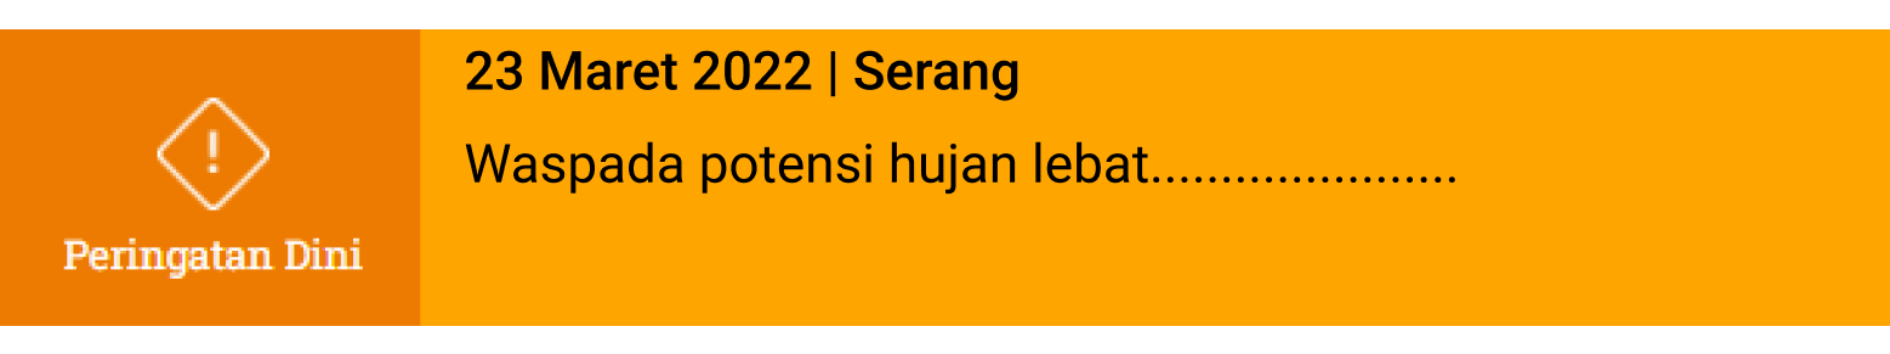 23 Maret 2022 | Serang
Waspada potensi hujan lebat......................
Peringatan Dini